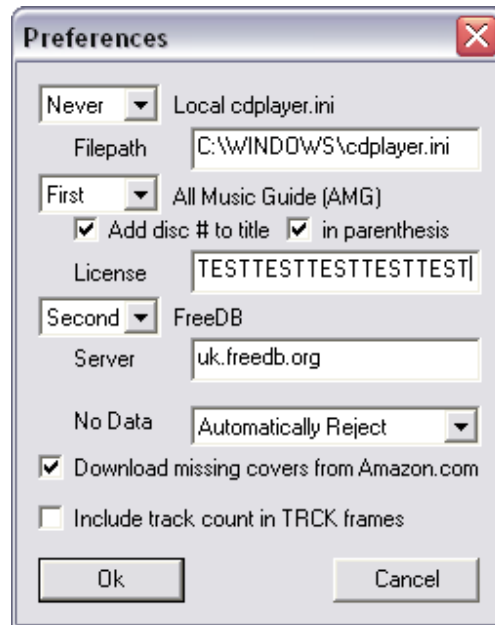 Preferences
Never Local cdplayer.ini
Filepath C:\WINDOWS\cdplayer.ini
First All Music Guide (AMG)
Add disc # to title in parenthesis
License TESTTESTTESTTESTTEST
Second FreeDB
Server uk.freedb.org
No Data Automatically Reject
Download missing covers from Amazon.com
Include track count in TRCK frames
Ok Cancel